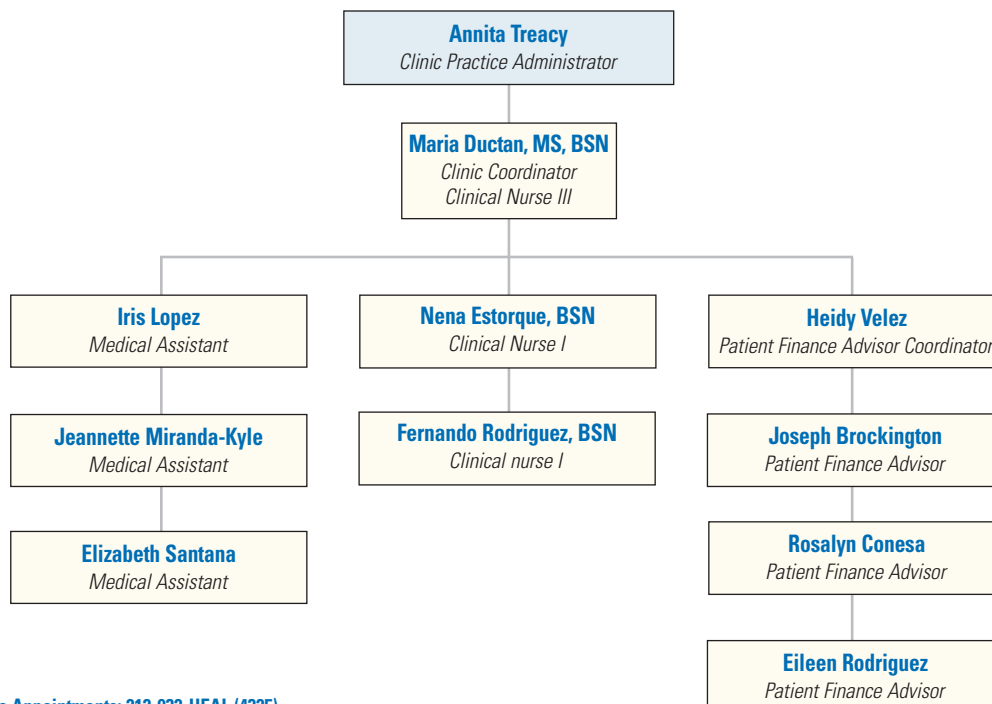 Annita Treacy
Clinic Practice Administrator
Maria Ductan, MS, BSN
Clinic Coordinator
Clinical Nurse III
Iris Lopez
Medical Assistant
Nena Estorque, BSN
Clinical Nurse I
Heidy Velez
Patient Finance Advisor Coordinator
Jeannette Miranda-Kyle
Medical Assistant
Fernando Rodriguez, BSN
Clinical nurse I
Joseph Brockington
Patient Finance Advisor
Elizabeth Santana
Medical Assistant
Rosalyn Conesa
Patient Finance Advisor
Eileen Rodriguez
Patient Finance Advisor
Appointments: